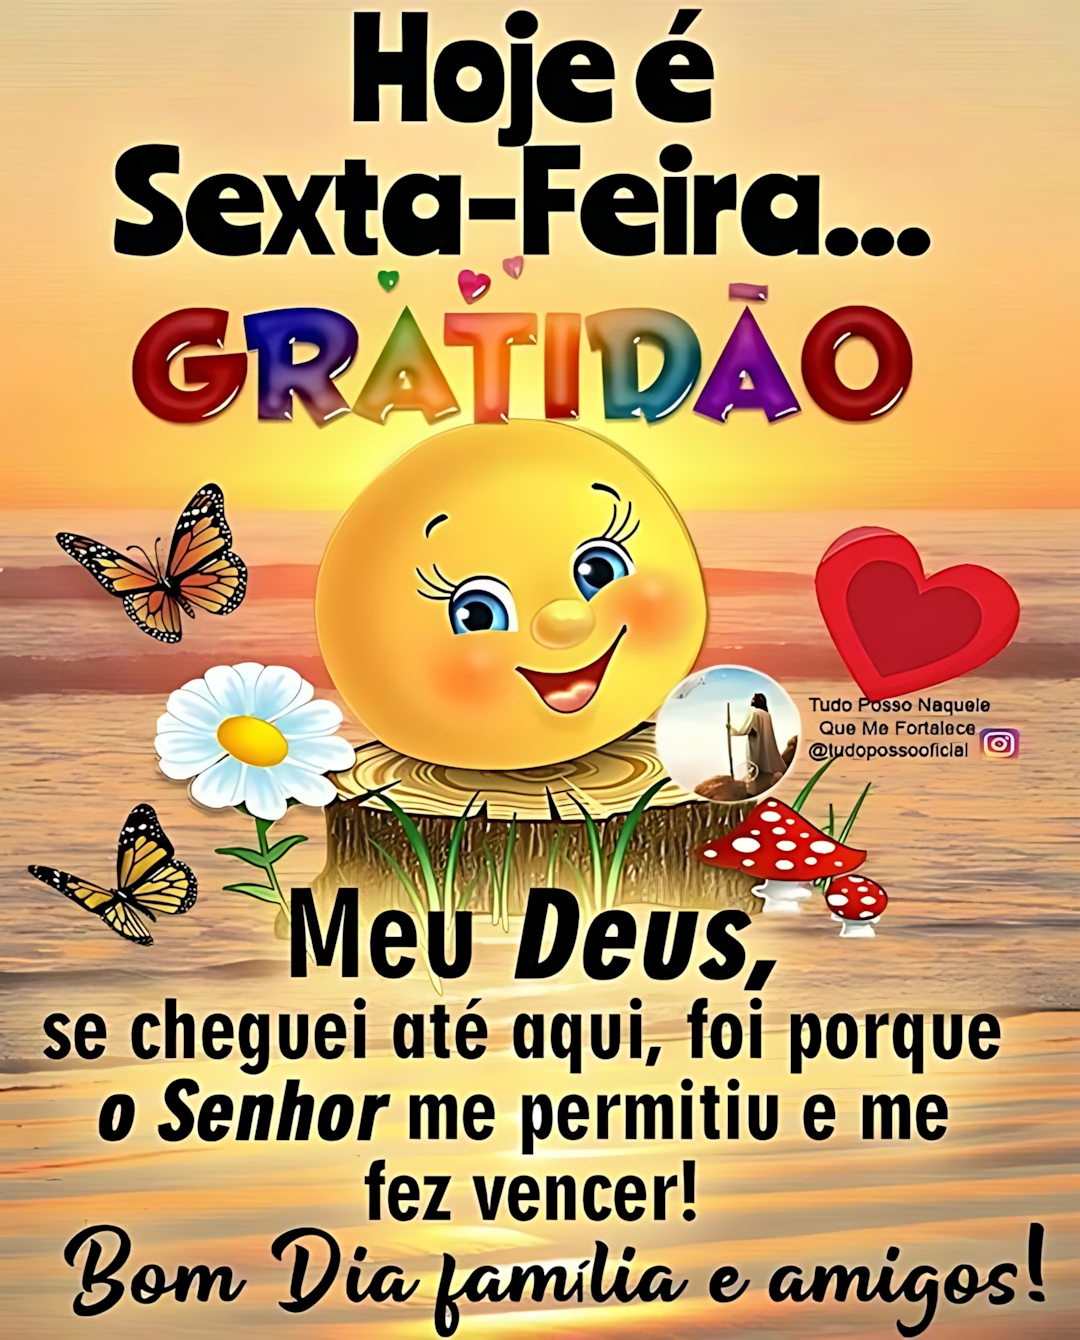 Hoje é
Sexta-Feira...
GRATIDÃO
Tudo Posso Naquele
Que Me Fortalece
@tudopossooficial
Meu Deus,
se cheguei até aqui, foi porque
o Senhor me permitiu e me
fez vencer!
Bom Dia família e amigos!